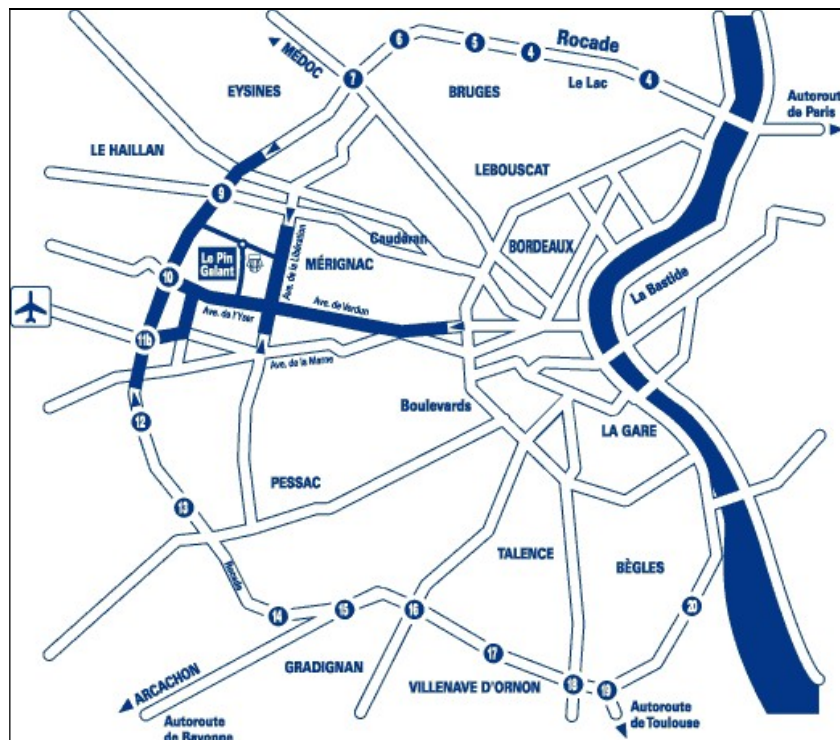 Rocade
6
5
4
MÉDOC
7
4
Le Lac
EYSINES
BRUGES
Autoroute
de Paris
LE HAILLAN
LEBOUSCAT
9
Caudéran
BORDEAUX
Le Pin
Galant
Ave. de la Libération
MÉRIGNAC
La Bastide
10
Ave. de l'Yser
Ave. de Verdun
11b
Ave. de la Marne
Boulevards
12
LA GARE
PESSAC
13
TALENCE
BÈGLES
Rocade
14
15
16
20
17
GRADIGNAN
ARCACHON
VILLENAVE D'ORNON
18
19
Autoroute
de Bayonne
Autoroute
de Toulouse